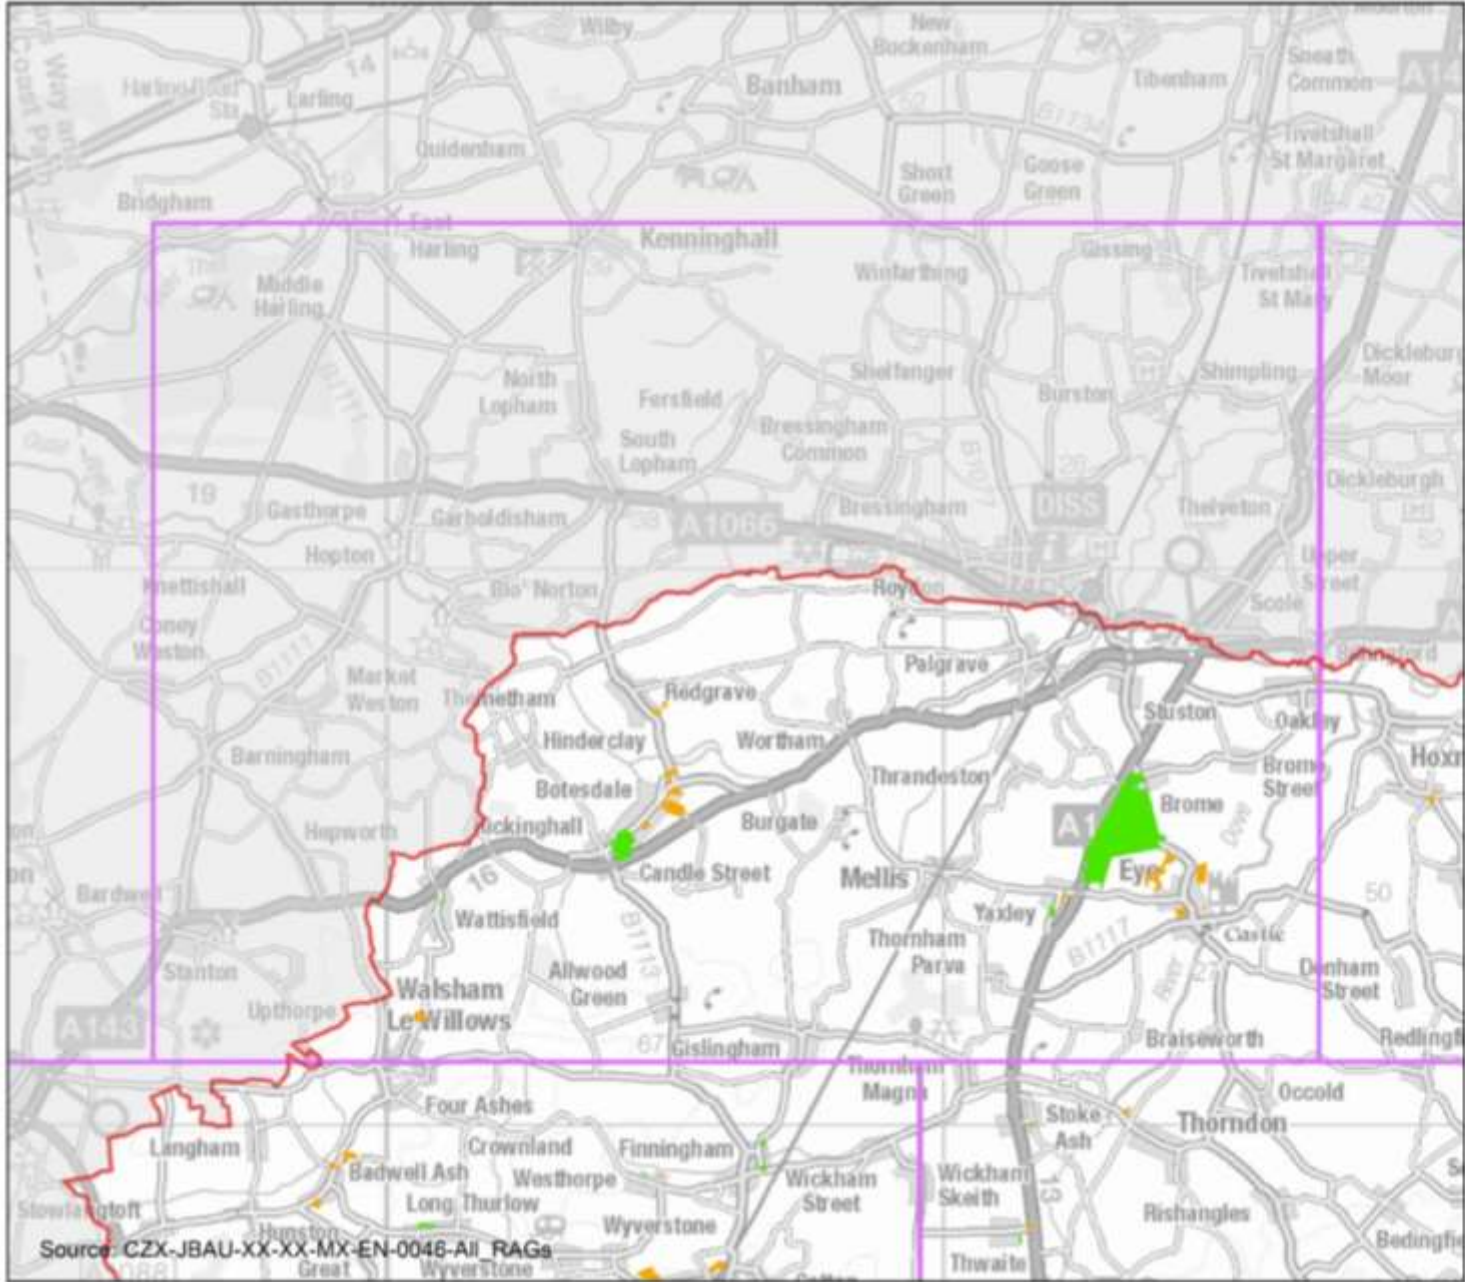 Wilby
New
Buckenham
Banham
Tibenham
Sneath
Common
14
Larling
Harling Road
Sta
Quidenham
B1134
Tivetshall
St Margaret
Short
Green
Goose
Green
Bridgham
East
Harling
Kenninghall
Gissing
Winfarthing
Tivetshall
St Mary
Middle
Harling
Shelfanger
Shimpling
Burston
Dickleburgh
Moor
North
Lopham
Fersfield
Bressingham
Common
South
Lopham
B1111
Dickleburgh
19
Gasthorpe
Garboldisham
A1066
Bressingham
DISS
Thelveton
Hopton
Upper
Street
Knettishall
Blo' Norton
Roydon
Scole
Coney
Weston
B1111
Market
Weston
Thelnetham
Redgrave
Palgrave
Stuston
Oakley
Barningham
Hinderclay
Wortham
Thrandeston
Brome
Street
Botesdale
Brome
Hepworth
Rickinghall
Burgate
Dove
Eye
16
Candle Street
Mellis
Bardwell
Wattisfield
Yaxley
50
B1113
B1117
Castle
Thornham
Parva
Stanton
Allwood
Green
River
Denham
Street
Walsham
Le Willows
Upthorpe
A143
Braiseworth
67
Gislingham
Thornham
Magna
Four Ashes
Stoke
Ash
Occold
Thorndon
Langham
Crownland
Finningham
Badwell Ash
Westhorpe
Wickham
Street
Wickham
Skeith
13
Stowlangtoft
Long Thurlow
Hunston
Wyverstone
Rishangles
Source: CZX-JBAU-XX-XX-MX-EN-0046-All_RAGs
Great
Wyverstone
Thwaite